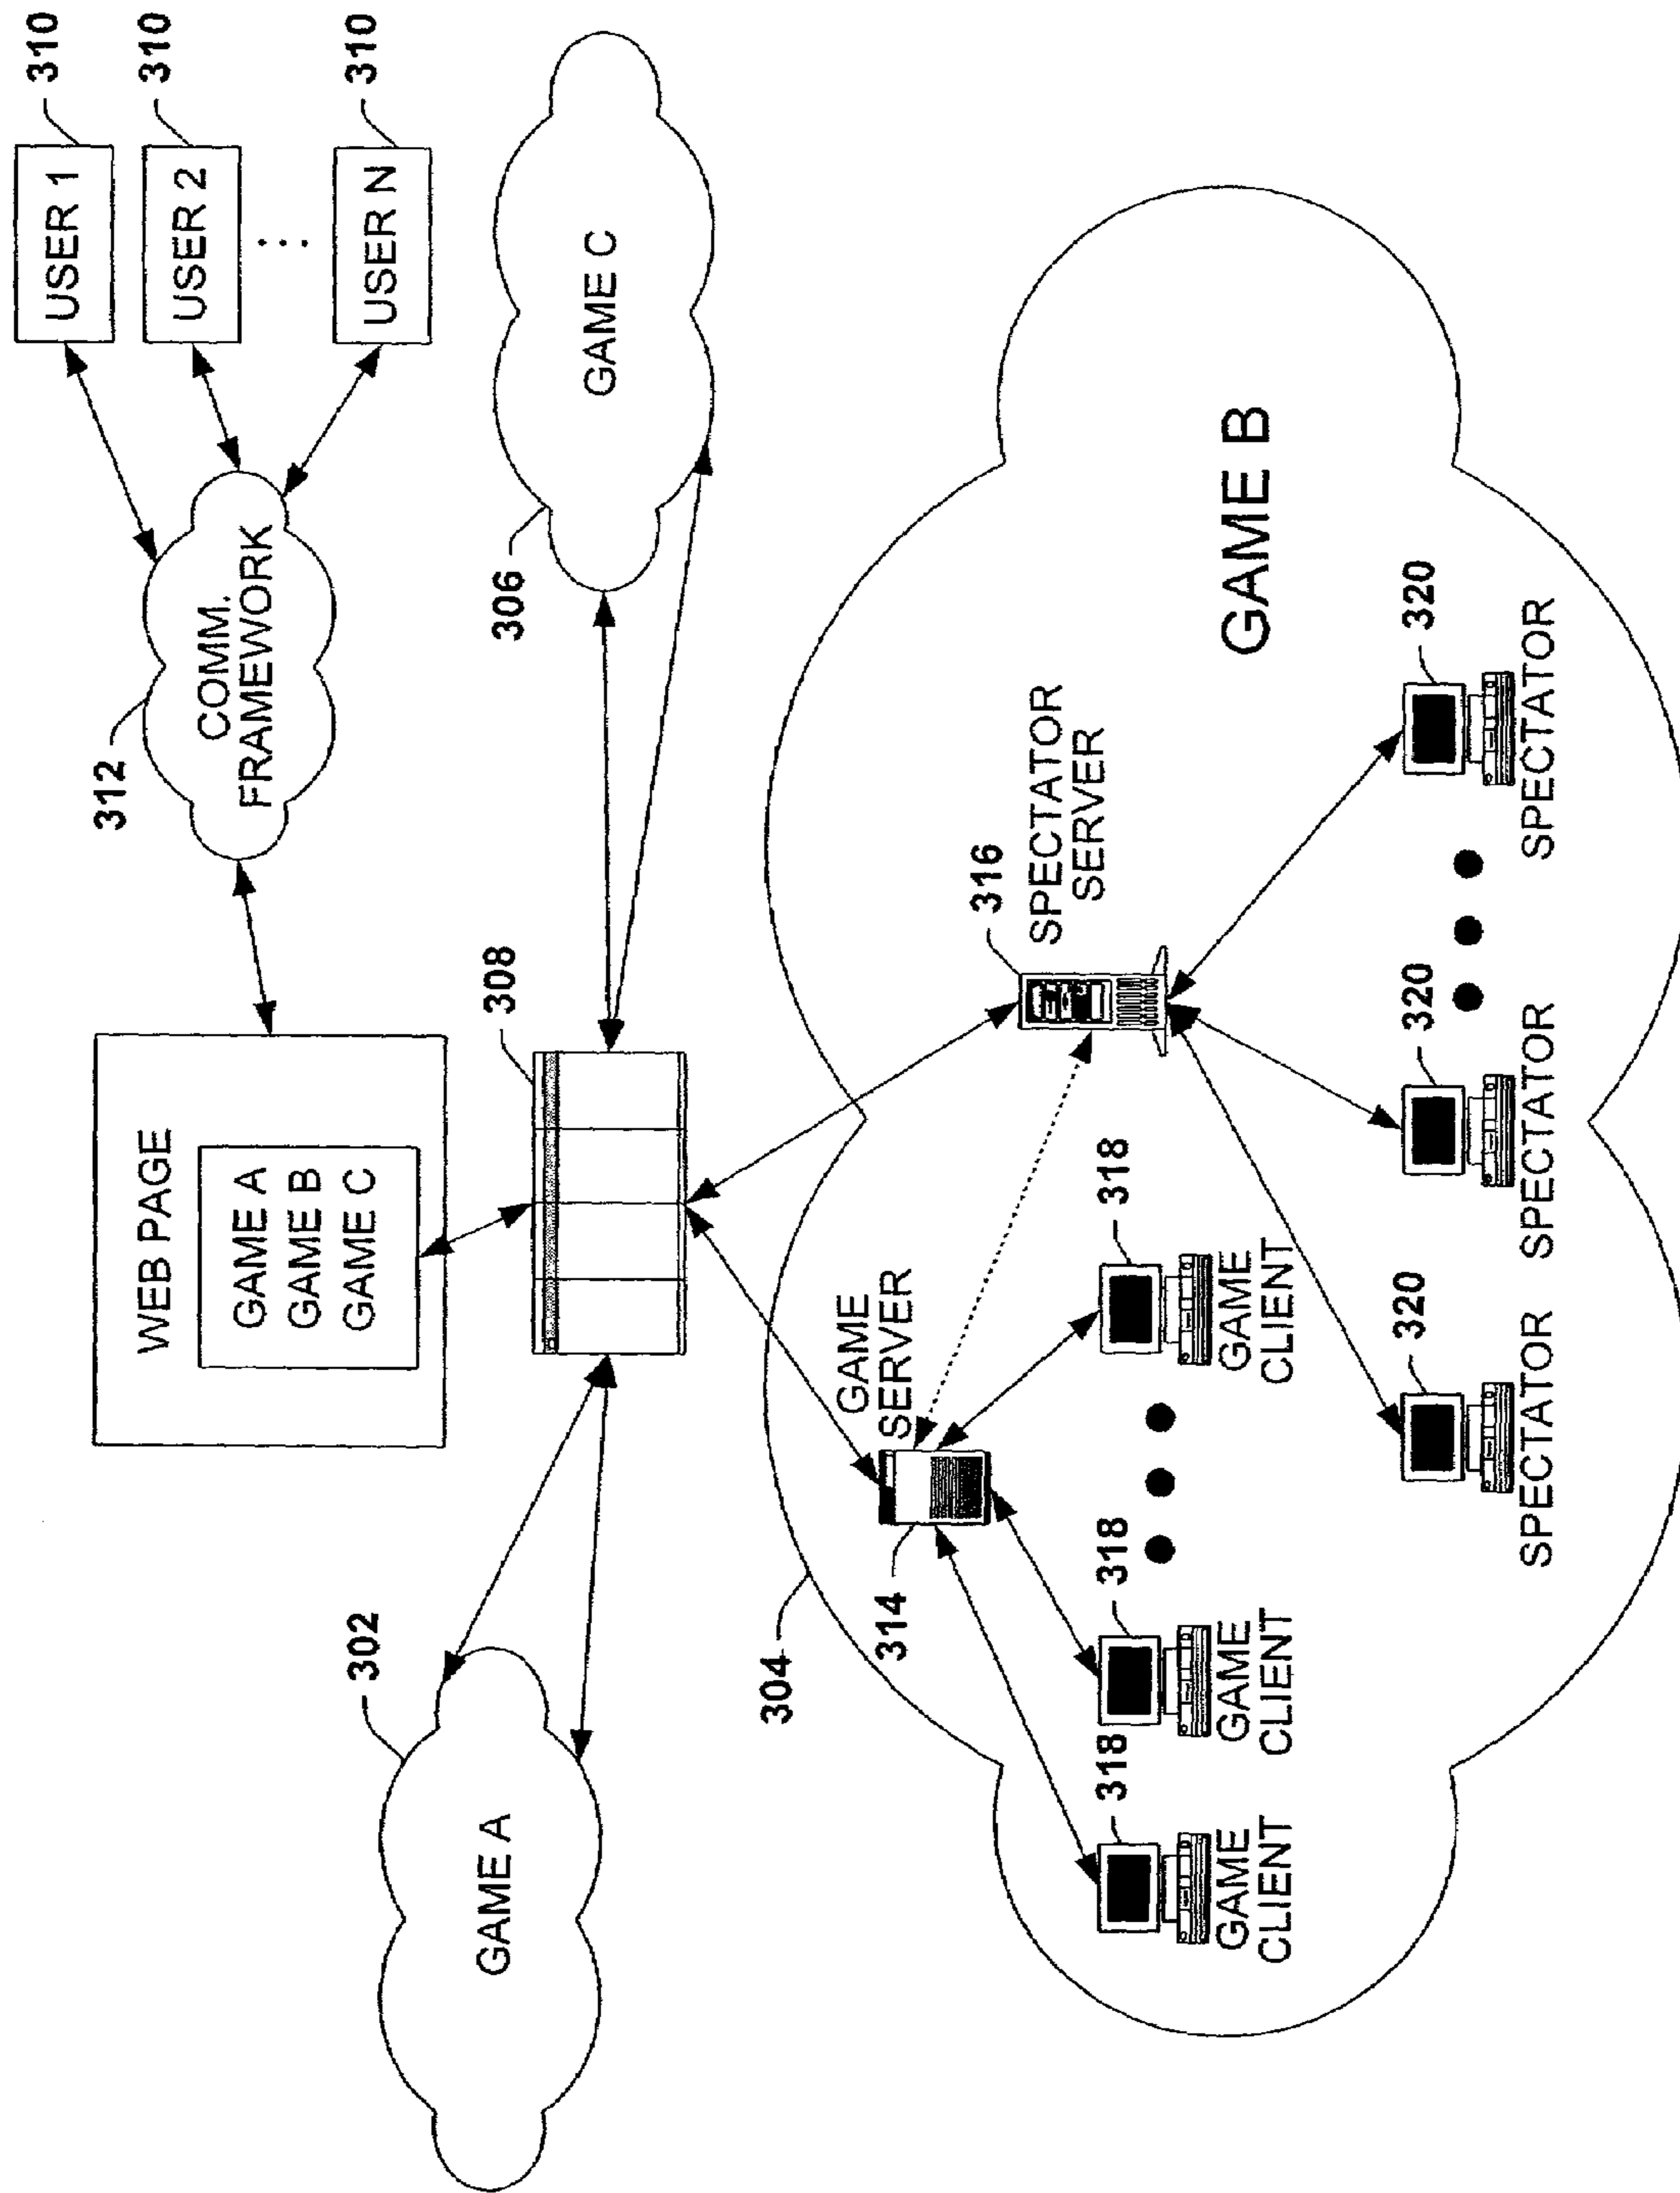 WEB PAGE
GAME A
GAME B
GAME C
312
COMM.
FRAMEWORK
USER 1
310
USER 2
310
USER N
310
302
GAME A
308
306
GAME C
304
GAME
SERVER
314
316
SPECTATOR
SERVER
318
GAME
CLIENT
318
GAME
CLIENT
318
GAME
CLIENT
GAME B
320
SPECTATOR
320
SPECTATOR
320
SPECTATOR